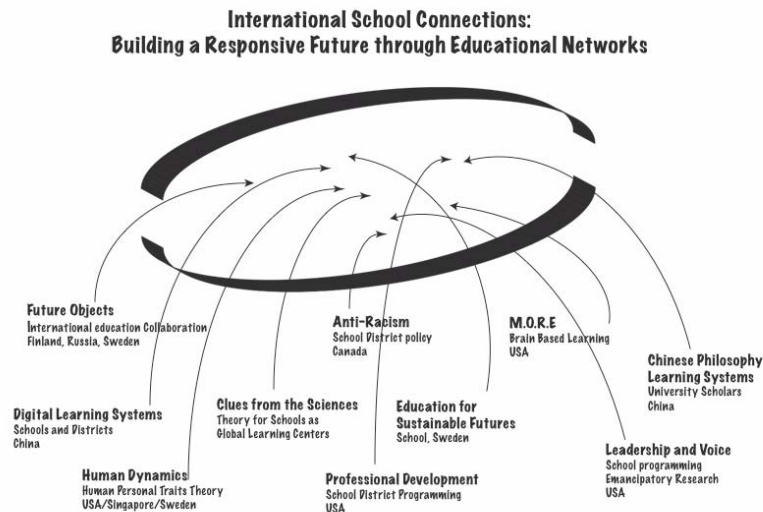 International School Connections:
Building a Responsive Future through Educational Networks
Future Objects
International education Collaboration
Finland, Russia, Sweden
Anti-Racism
School District policy
Canada
M.O.R.E
Brain Based Learning
USA
Chinese Philosophy
Learning Systems
University Scholars
China
Digital Learning Systems
Schools and Districts
China
Clues from the Sciences
Theory for Schools as
Global Learning Centers
Education for
Sustainable Futures
School, Sweden
Leadership and Voice
School programming
Emancipatory Research
USA
Human Dynamics
Human Personal Traits Theory
USA/Singapore/Sweden
Professional Development
School District Programming
USA